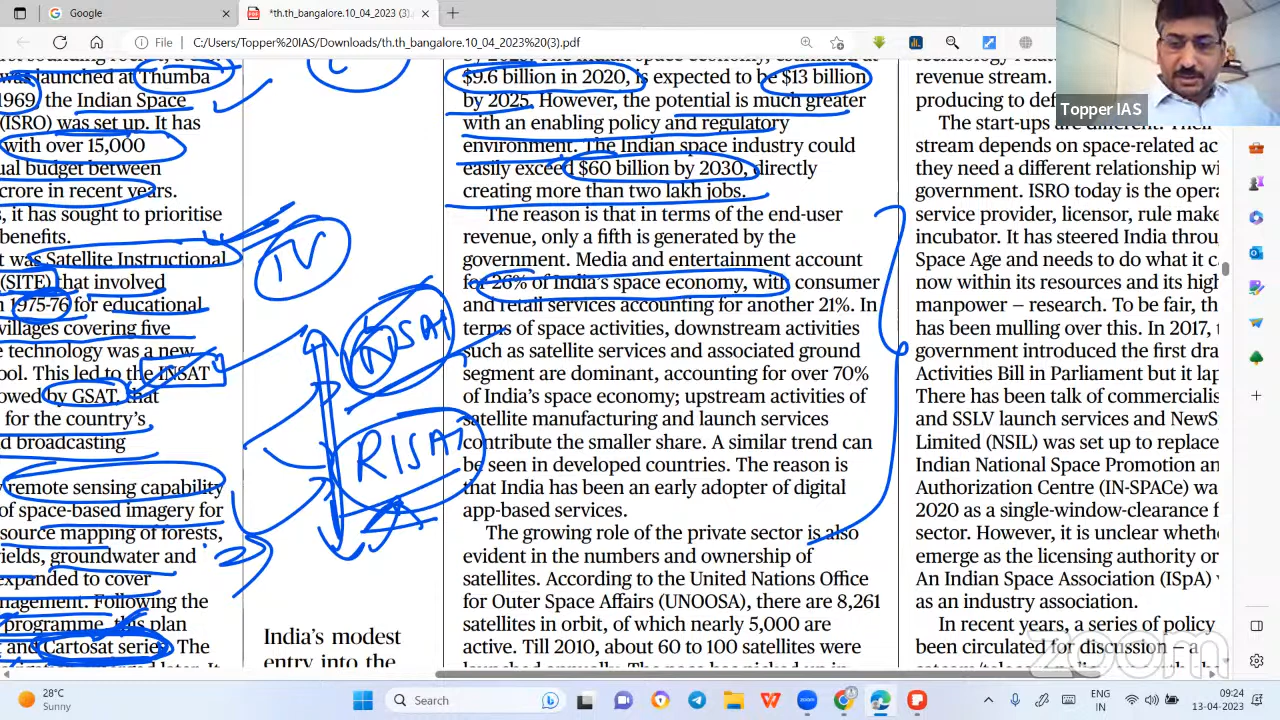 Google
*th.th_bangalore.10_04_2023 (3).pdf
File
C:/Users/Topper%20IAS/Downloads/th.th_bangalore.10_04_2023%20(3).pdf
Topper IAS
was launched at Thumba
1969, the Indian Space
(ISRO) was set up. It has
with over 15,000
ual budget between
crore in recent years.
s, it has sought to prioritise
benefits.
t was Satellite Instructional
(SITE) that involved
n 1975-76 for educational
villages covering five
e technology was a new
ool. This led to the INSAT
owed by GSAT, that
for the country's
d broadcasting
remote sensing capability
of space-based imagery for
source mapping of forests,
ields, groundwater and
expanded to cover
nagement. Following the
programme, this plan
and Cartosat series. The
TV
NSAT
RISAT
India's modest
entry into the
$9.6 billion in 2020, is expected to be $13 billion
by 2025. However, the potential is much greater
with an enabling policy and regulatory
environment. The Indian space industry could
easily exceed $60 billion by 2030, directly
creating more than two lakh jobs.
The reason is that in terms of the end-user
revenue, only a fifth is generated by the
government. Media and entertainment account
for 26% of India's space economy, with consumer
and retail services accounting for another 21%. In
terms of space activities, downstream activities
such as satellite services and associated ground
segment are dominant, accounting for over 70%
of India's space economy; upstream activities of
satellite manufacturing and launch services
contribute the smaller share. A similar trend can
be seen in developed countries. The reason is
that India has been an early adopter of digital
app-based services.
The growing role of the private sector is also
evident in the numbers and ownership of
satellites. According to the United Nations Office
for Outer Space Affairs (UNOOSA), there are 8,261
satellites in orbit, of which nearly 5,000 are
active. Till 2010, about 60 to 100 satellites were
revenue stream.
producing to def
The start-ups are different. Their
stream depends on space-related ac
they need a different relationship wi
government. ISRO today is the opera
service provider, licensor, rule make
incubator. It has steered India throu
Space Age and needs to do what it c
now within its resources and its high
manpower – research. To be fair, th
has been mulling over this. In 2017, t
government introduced the first dra
Activities Bill in Parliament but it lap
There has been talk of commercialis
and SSLV launch services and NewS
Limited (NSIL) was set up to replace
Indian National Space Promotion an
Authorization Centre (IN-SPACe) wa
2020 as a single-window-clearance f
sector. However, it is unclear whethe
emerge as the licensing authority or
An Indian Space Association (ISpA) w
as an industry association.
In recent years, a series of policy
been circulated for discussion – a
zoom
28°C
Sunny
Search
ENG
IN
09:24
13-04-2023